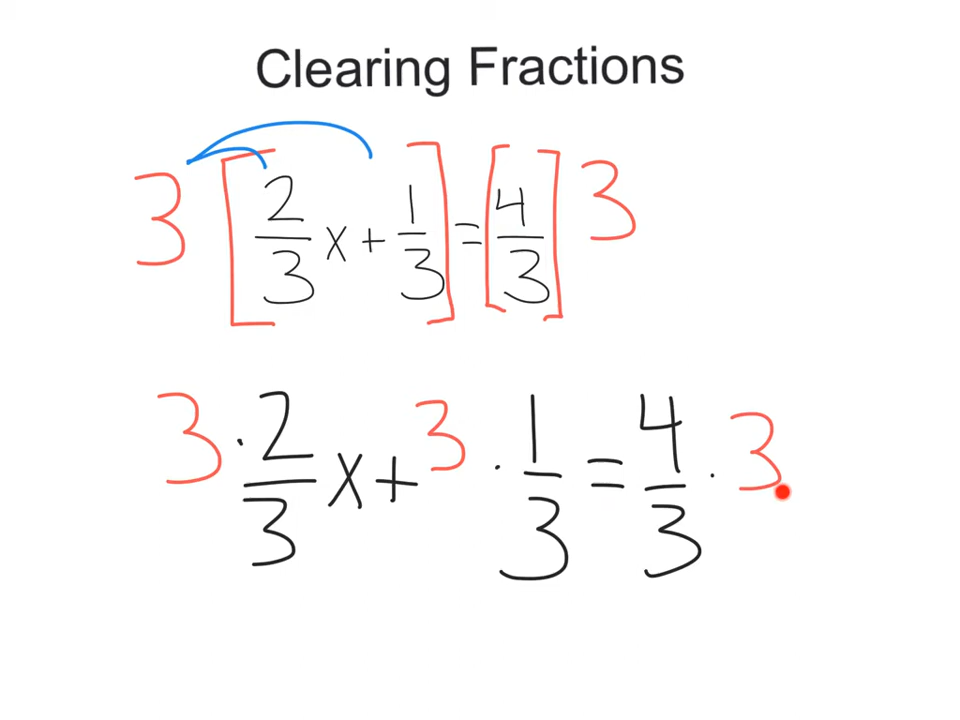 Clearing Fractions
3 [2/3 x + 1/3] = [4/3] 3
3 · 2/3 x + 3 · 1/3 = 4/3 · 3